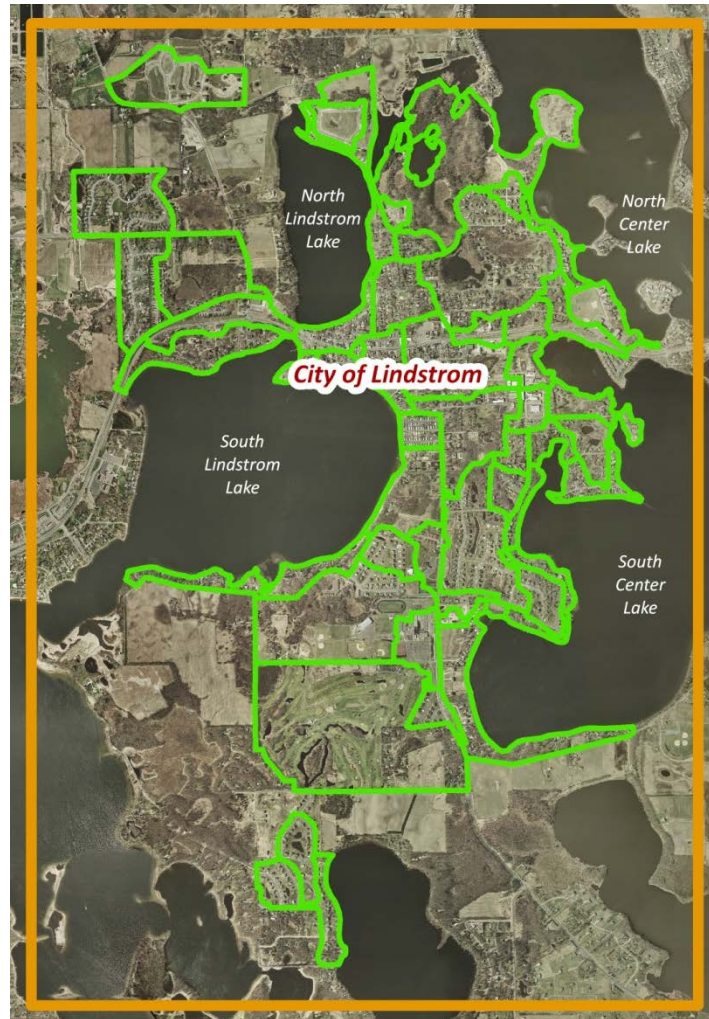 North
Lindstrom
Lake
North
Center
Lake
City of Lindstrom
South
Lindstrom
Lake
South
Center
Lake